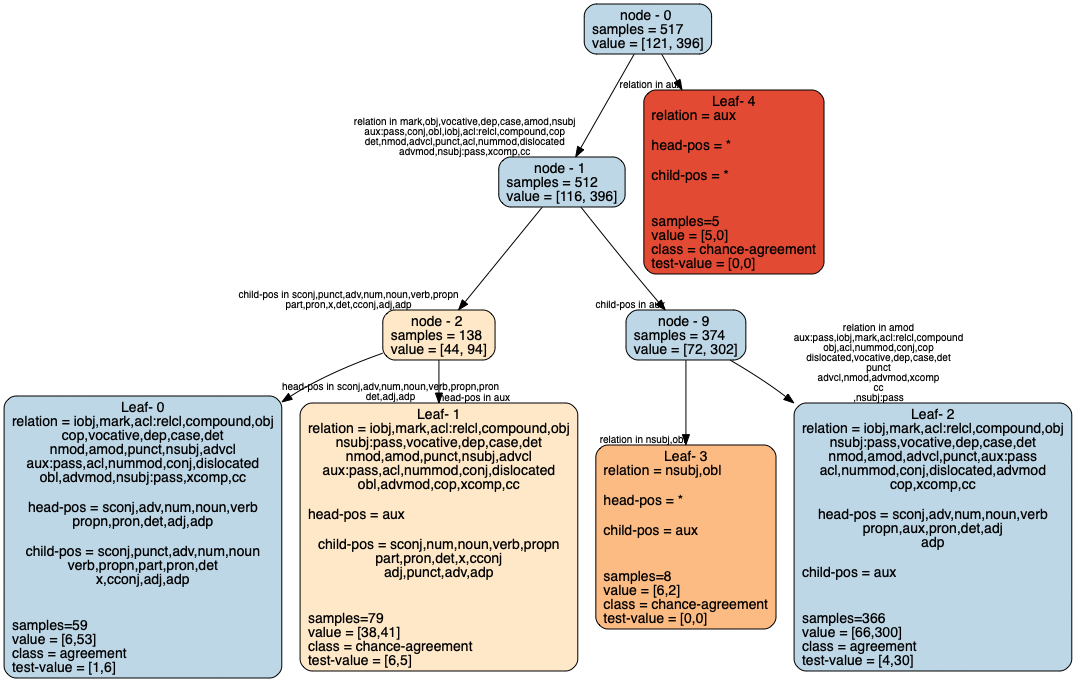 node - 0
samples = 517
value = [121, 396]
relation in aux
Leaf- 4
relation = aux
head-pos = *
child-pos = *
samples=5
value = [5,0]
class = chance-agreement
test-value = [0,0]
relation in mark,obj,vocative,dep,case,amod,nsubj
aux:pass,conj,obl,iobj,acl:relcl,compound,cop
det,nmod,advcl,punct,acl,nummod,dislocated
advmod,nsubj:pass,xcomp,cc
node - 1
samples = 512
value = [116, 396]
child-pos in sconj,punct,adv,num,noun,verb,propn
part,pron,x,det,cconj,adj,adp
node - 2
samples = 138
value = [44, 94]
child-pos in aux
node - 9
samples = 374
value = [72, 302]
relation in amod
aux:pass,iobj,mark,acl:relcl,compound
obj,acl,nummod,conj,cop
dislocated,vocative,dep,case,det
punct
advcl,nmod,advmod,xcomp
cc
,nsubj:pass
head-pos in sconj,adv,num,noun,verb,propn,pron
det,adj,adp
Leaf- 0
relation = iobj,mark,acl:relcl,compound,obj
cop,vocative,dep,case,det
nmod,amod,punct,nsubj,advcl
aux:pass,acl,nummod,conj,dislocated
obl,advmod,nsubj:pass,xcomp,cc
head-pos = sconj,adv,num,noun,verb
propn,pron,det,adj,adp
child-pos = sconj,punct,adv,num,noun
verb,propn,part,pron,det
x,cconj,adj,adp
samples=59
value = [6,53]
class = agreement
test-value = [1,6]
head-pos in aux
Leaf- 1
relation = iobj,mark,acl:relcl,compound,obj
nsubj:pass,vocative,dep,case,det
nmod,amod,punct,nsubj,advcl
aux:pass,acl,nummod,conj,dislocated
obl,advmod,cop,xcomp,cc
head-pos = aux
child-pos = sconj,num,noun,verb,propn
part,pron,det,x,cconj
adj,punct,adv,adp
samples=79
value = [38,41]
class = chance-agreement
test-value = [6,5]
relation in nsubj,obl
Leaf- 3
relation = nsubj,obl
head-pos = *
child-pos = aux
samples=8
value = [6,2]
class = chance-agreement
test-value = [0,0]
Leaf- 2
relation = iobj,mark,acl:relcl,compound,obj
nsubj:pass,vocative,dep,case,det
nmod,amod,advcl,punct,aux:pass
acl,nummod,conj,dislocated,advmod
cop,xcomp,cc
head-pos = sconj,adv,num,noun,verb
propn,aux,pron,det,adj
adp
child-pos = aux
samples=366
value = [66,300]
class = agreement
test-value = [4,30]